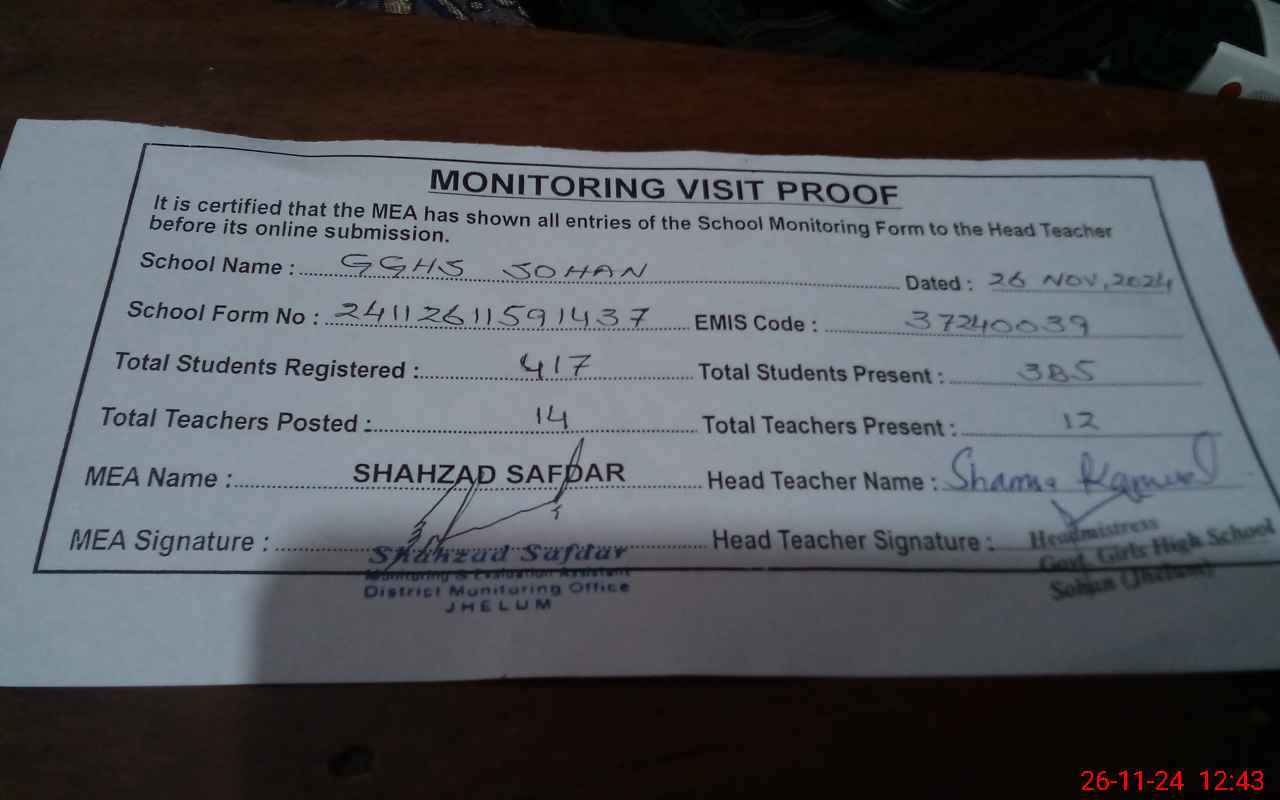 MONITORING VISIT PROOF
It is certified that the MEA has shown all entries of the School Monitoring Form to the Head Teacher
before its online submission.
School Name : GGHS SOHAN Dated : 26 NOV, 2024
School Form No : 24112611591437 EMIS Code : 37240039
Total Students Registered : 417 Total Students Present : 385
Total Teachers Posted : 14 Total Teachers Present : 12
MEA Name : SHAHZAD SAFDAR Head Teacher Name : Shama
MEA Signature : Head Teacher Signature :
Shahzad Safdar
Monitoring & Evaluation Assistant
District Monitoring Office
JHELUM
Headmistress
Govt. Girls High School
Sohan (Jhelum)
26-11-24 12:43